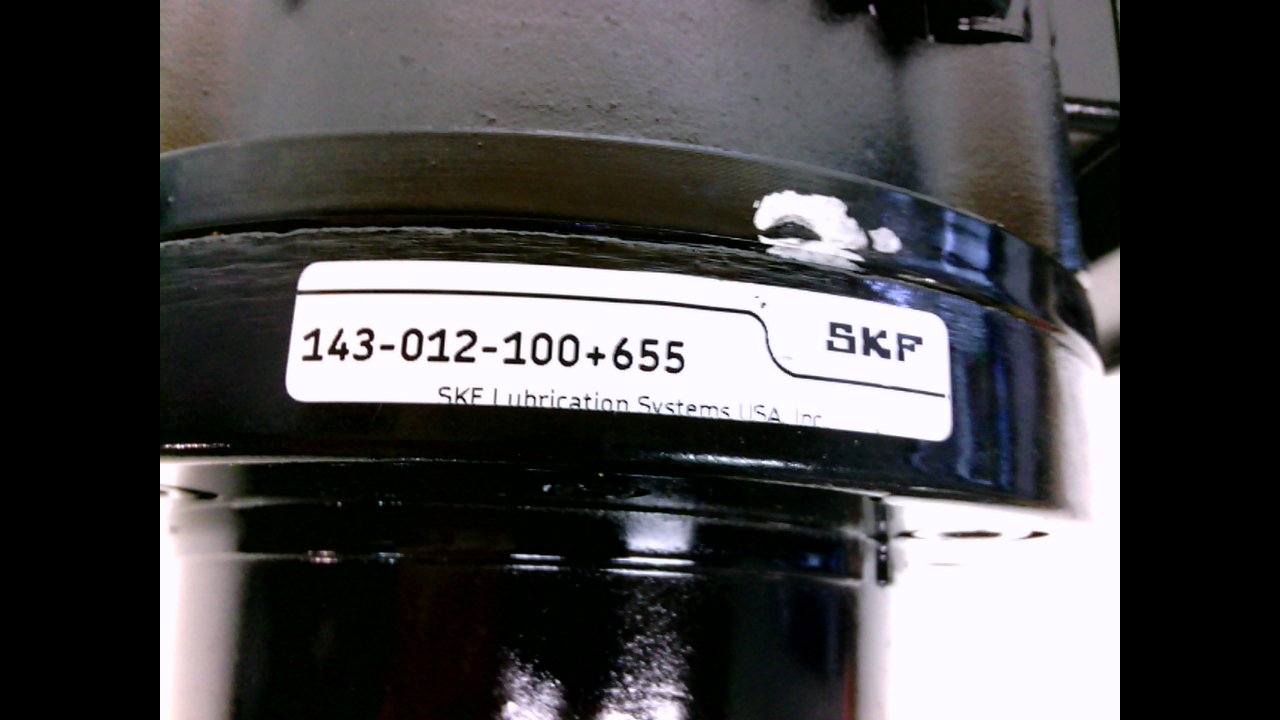 143-012-100+655
SKF
SKF Lubrication Systems USA, Inc.